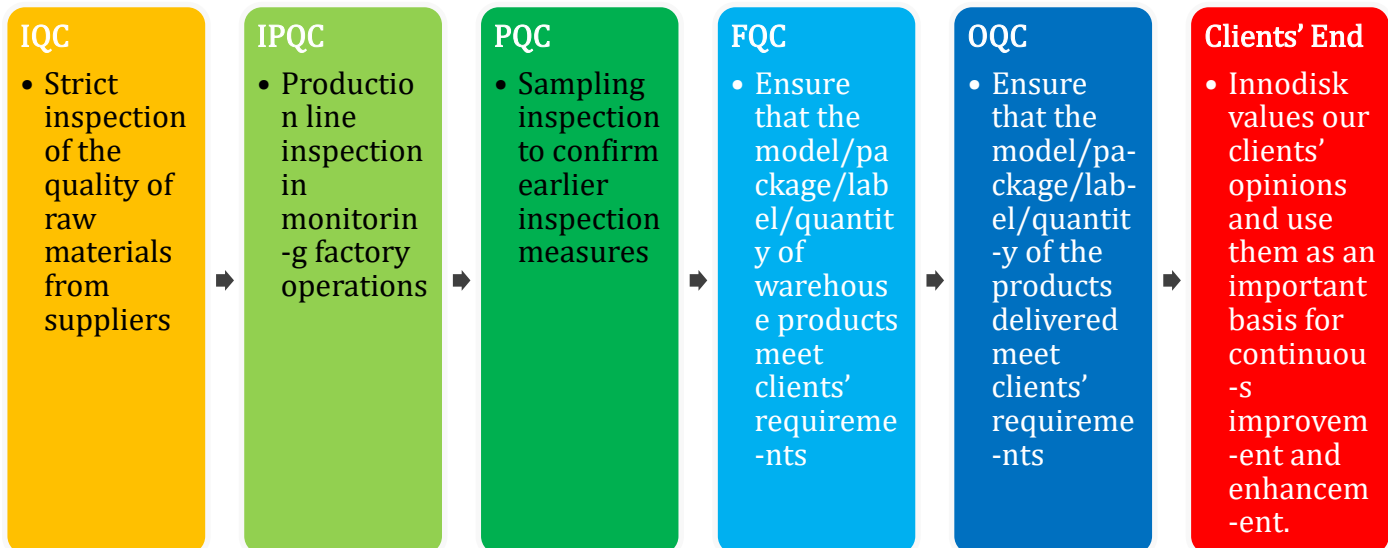 IQC
• Strict
inspection
of the
quality of
raw
materials
from
suppliers
IPQC
• Productio
n line
inspection
in
monitorin
-g factory
operations
PQC
• Sampling
inspection
to confirm
earlier
inspection
measures
FQC
• Ensure
that the
model/pa
ckage/lab
el/quantit
y of
warehous
e products
meet
clients’
requireme
-nts
OQC
• Ensure
that the
model/pa-
ckage/lab-
el/quantit-
-y of the
products
delivered
meet
clients’
requireme
-nts
Clients’ End
• Innodisk
values our
clients’
opinions
and use
them as an
important
basis for
continuou
-s
improvem
-ent and
enhancem
-ent.